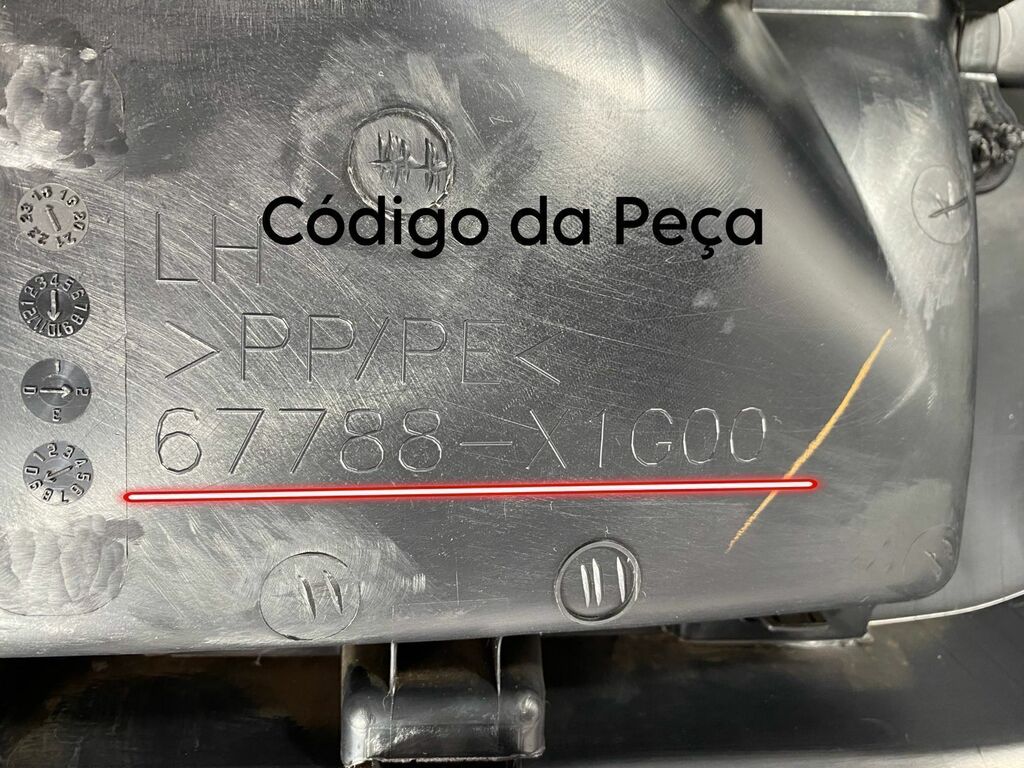 Código da Peça
LH
>PP/PE<
67788-X1G00